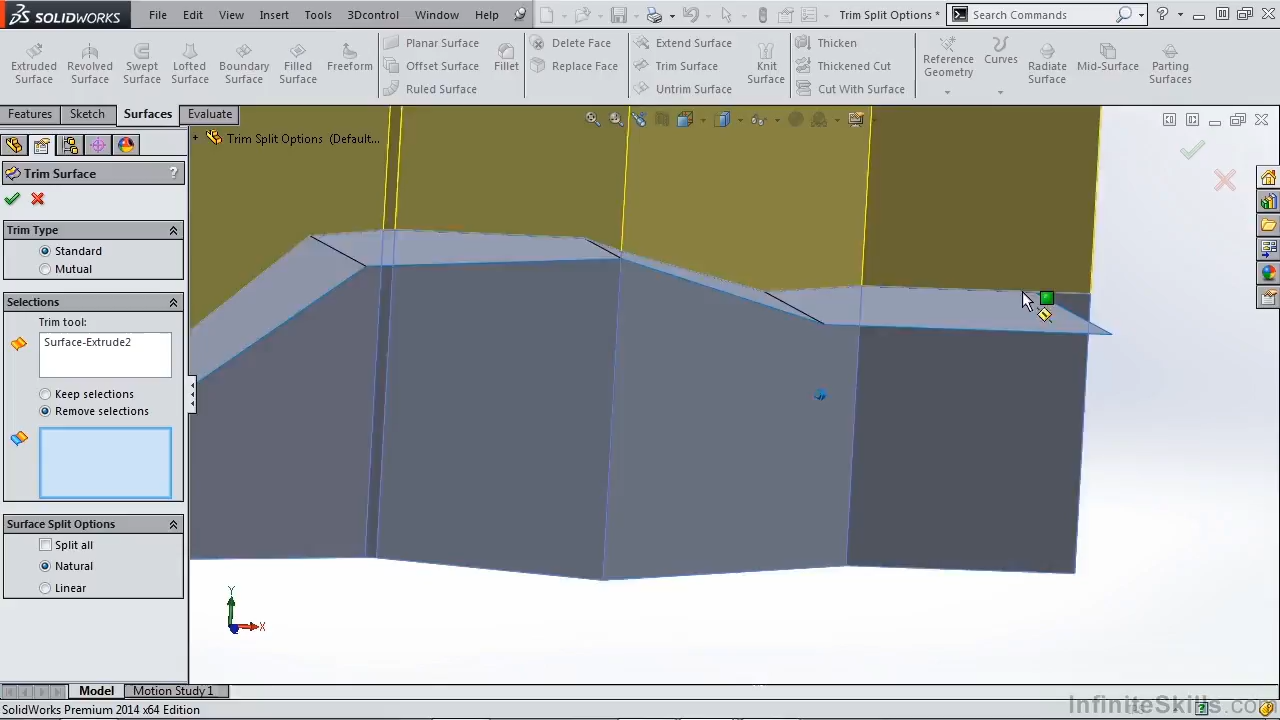 SOLIDWORKS File Edit View Insert Tools 3Dcontrol Window Help Trim Split Options * Search Commands
Extruded Surface
Revolved Surface
Swept Surface
Lofted Surface
Boundary Surface
Filled Surface
Freeform
Planar Surface
Offset Surface
Ruled Surface
Fillet
Delete Face
Replace Face
Extend Surface
Trim Surface
Untrim Surface
Knit Surface
Thicken
Thickened Cut
Cut With Surface
Reference Geometry
Curves
Radiate Surface
Mid-Surface
Parting Surfaces
Features Sketch Surfaces Evaluate
Trim Split Options (Default...
Trim Surface ?
Trim Type
Standard
Mutual
Selections
Trim tool:
Surface-Extrude2
Keep selections
Remove selections
Surface Split Options
Split all
Natural
Linear
Y
X
Model Motion Study 1
SolidWorks Premium 2014 x64 Edition
InfiniteSkills.com